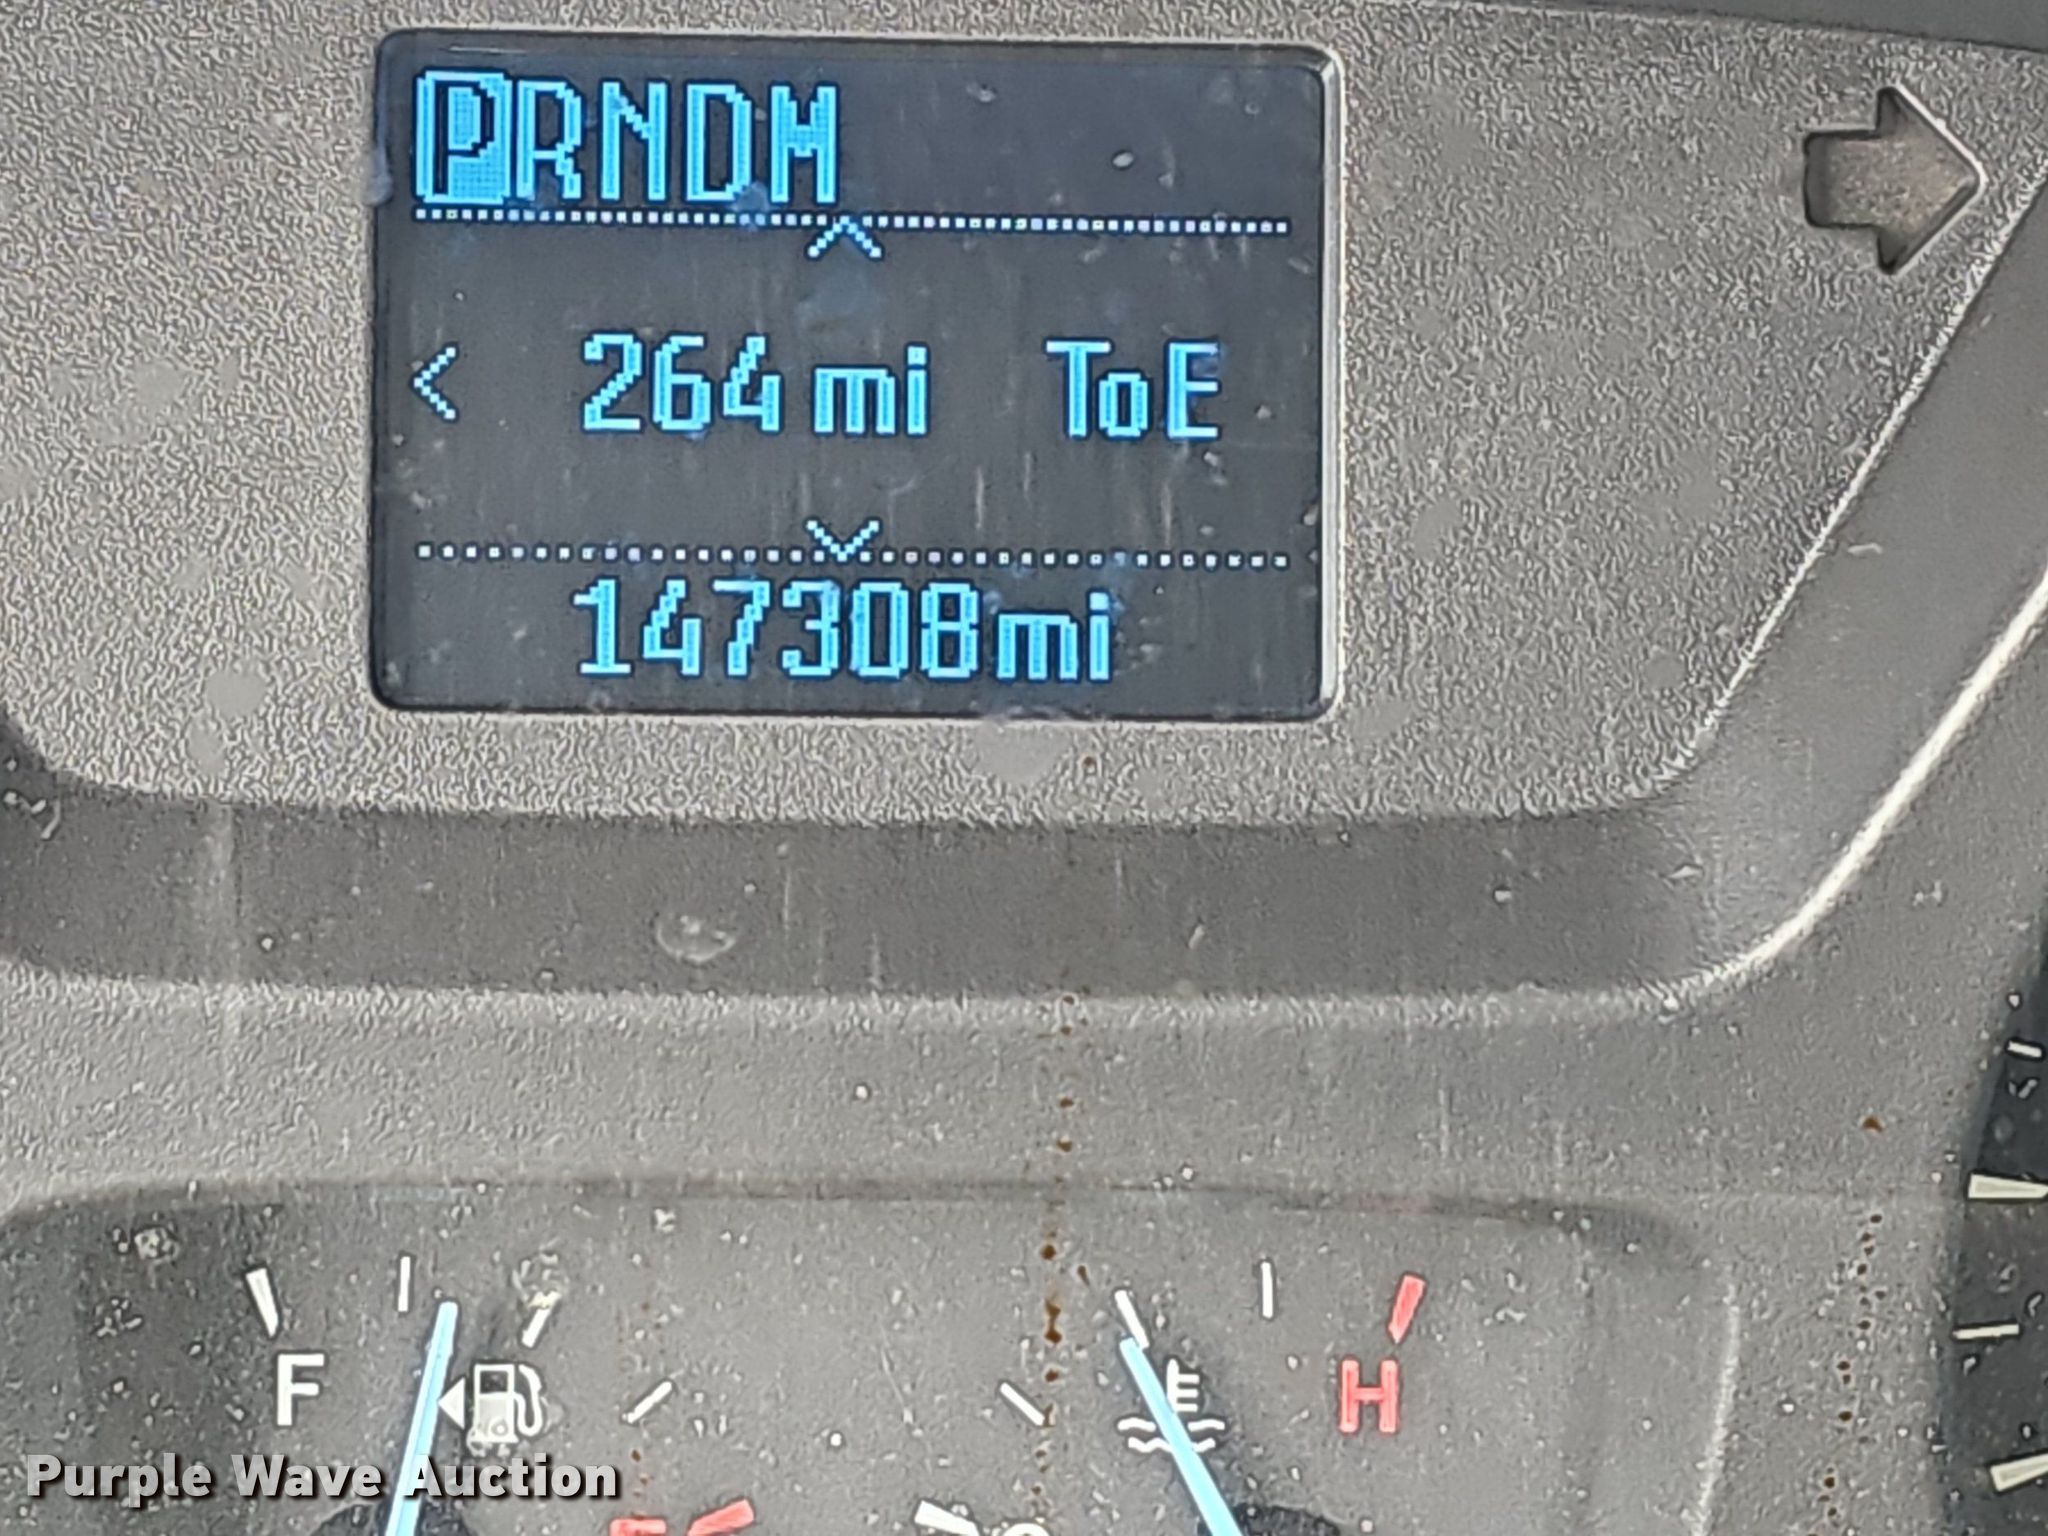 PRNDM
< 264 mi ToE
147308mi
F
H
Purple Wave Auction